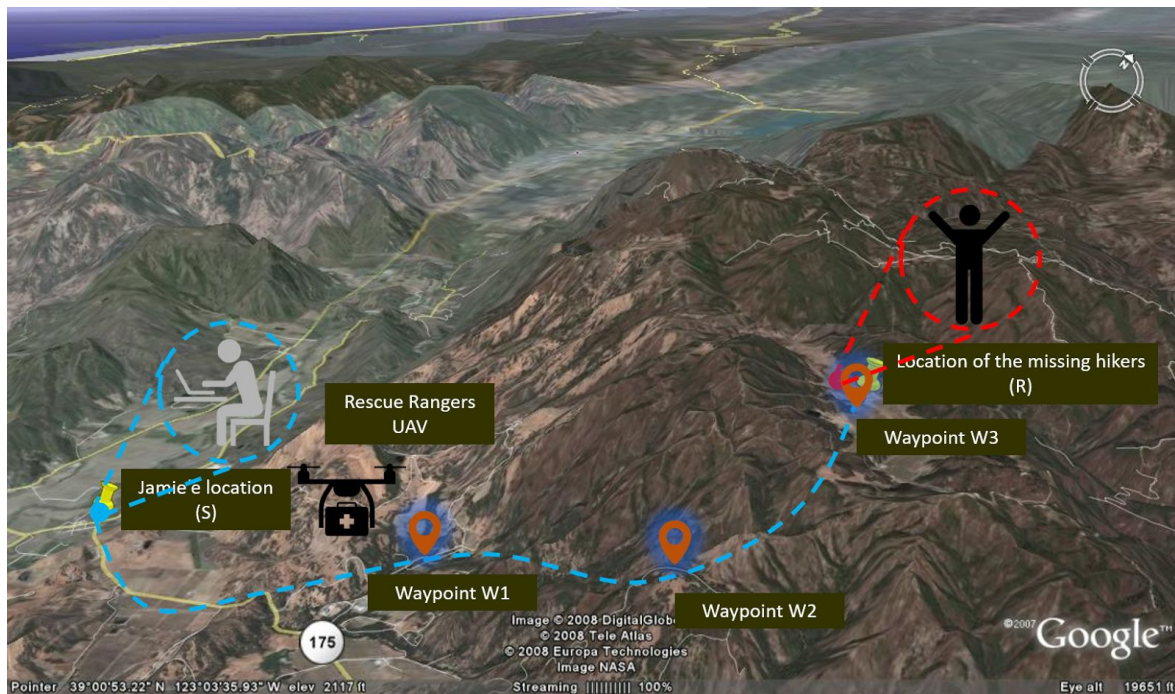 N
Location of the missing hikers
(R)
Rescue Rangers
UAV
Waypoint W3
Jamie e location
(S)
Waypoint W1
Waypoint W2
Image © 2008 DigitalGlobe
© 2008 Tele Atlas
© 2008 Europa Technologies
Image NASA
175
©2007 Google™
Pointer 39°00'53.22" N 123°03'35.93" W elev 2117 ft
Streaming |||||||||| 100%
Eye alt 19651 ft